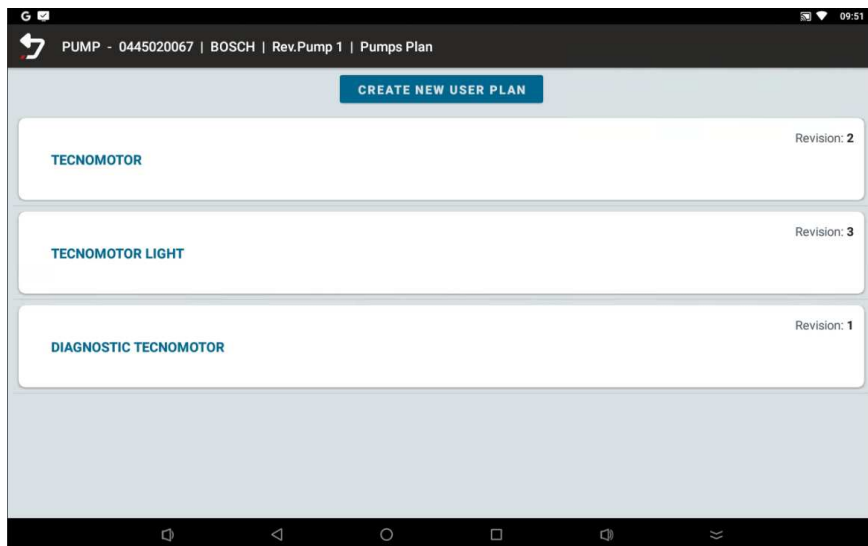 G 09:51
PUMP - 0445020067 | BOSCH | Rev.Pump 1 | Pumps Plan
CREATE NEW USER PLAN
Revision: 2
TECNOMOTOR
Revision: 3
TECNOMOTOR LIGHT
Revision: 1
DIAGNOSTIC TECNOMOTOR